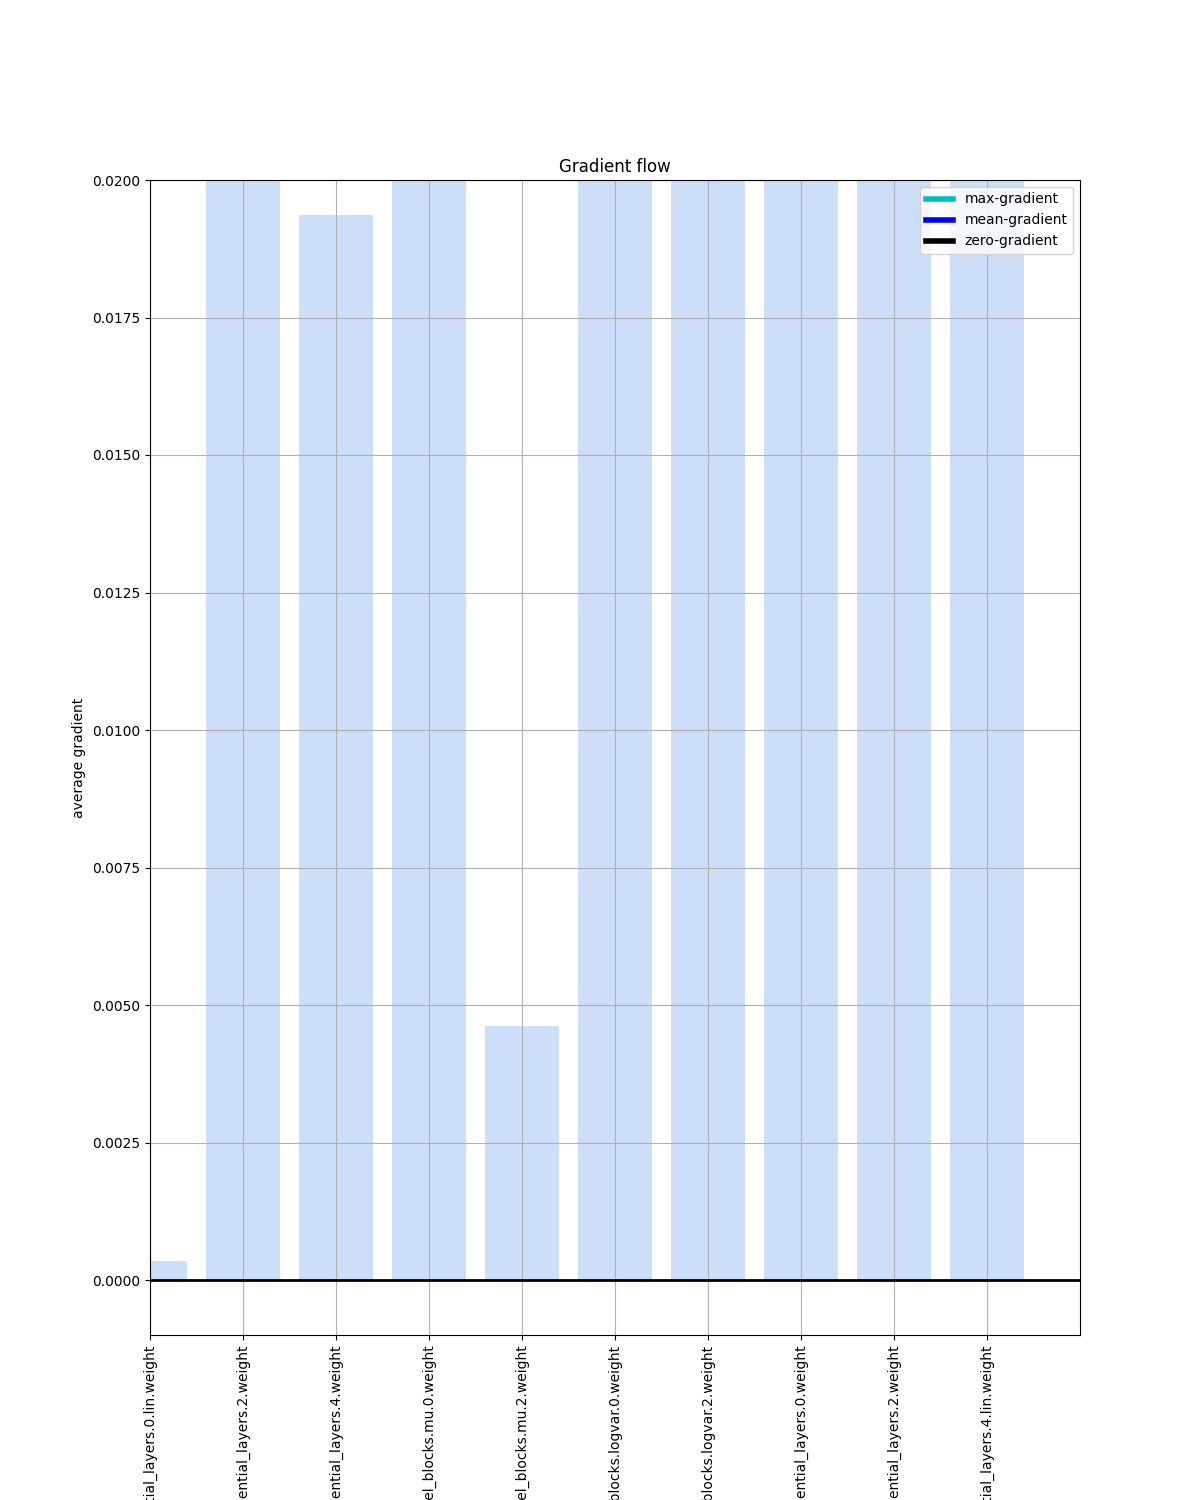 Gradient flow
max-gradient
mean-gradient
zero-gradient
0.0200
0.0175
0.0150
0.0125
0.0100
0.0075
0.0050
0.0025
0.0000
average gradient
tial_layers.0.lin.weight
ential_layers.2.weight
ential_layers.4.weight
el_blocks.mu.0.weight
el_blocks.mu.2.weight
blocks.logvar.0.weight
blocks.logvar.2.weight
ential_layers.0.weight
ential_layers.2.weight
tial_layers.4.lin.weight